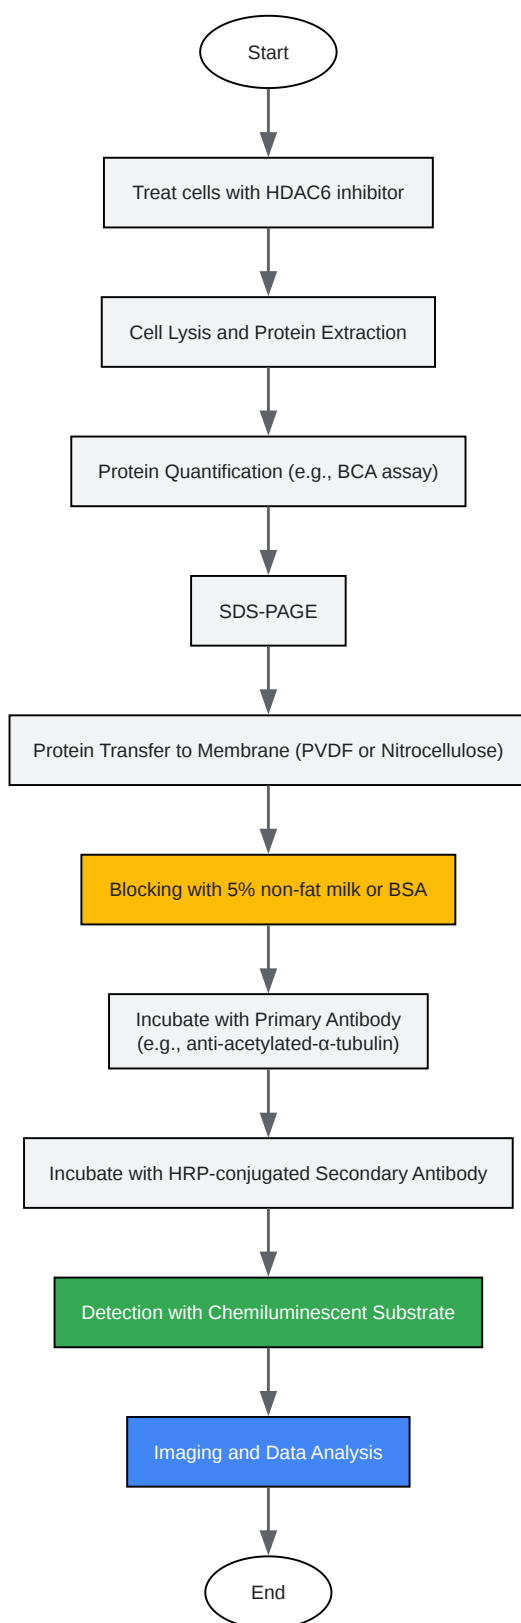 Start
Treat cells with HDAC6 inhibitor
Cell Lysis and Protein Extraction
Protein Quantification (e.g., BCA assay)
SDS-PAGE
Protein Transfer to Membrane (PVDF or Nitrocellulose)
Blocking with 5% non-fat milk or BSA
Incubate with Primary Antibody
(e.g., anti-acetylated-α-tubulin)
Incubate with HRP-conjugated Secondary Antibody
Detection with Chemiluminescent Substrate
Imaging and Data Analysis
End